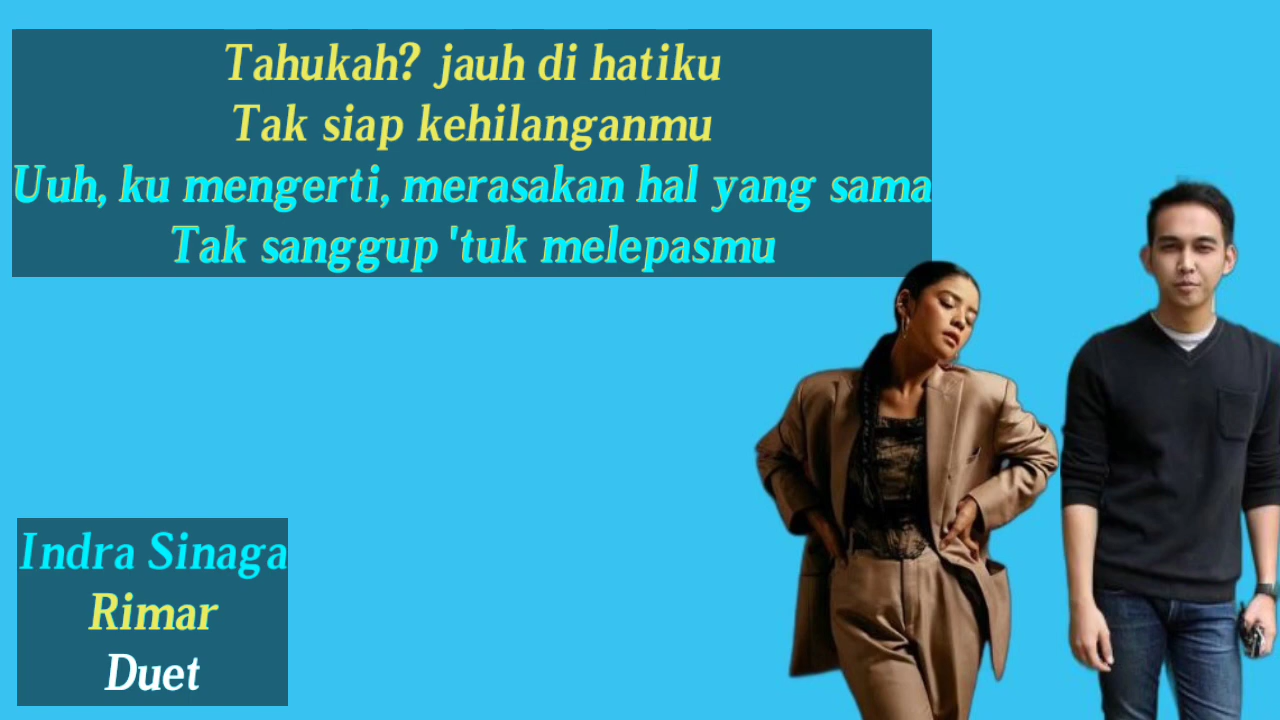 Tahukah? jauh di hatiku
Tak siap kehilanganmu
Uuh, ku mengerti, merasakan hal yang sama
Tak sanggup 'tuk melepasmu
Indra Sinaga
Rimar
Duet